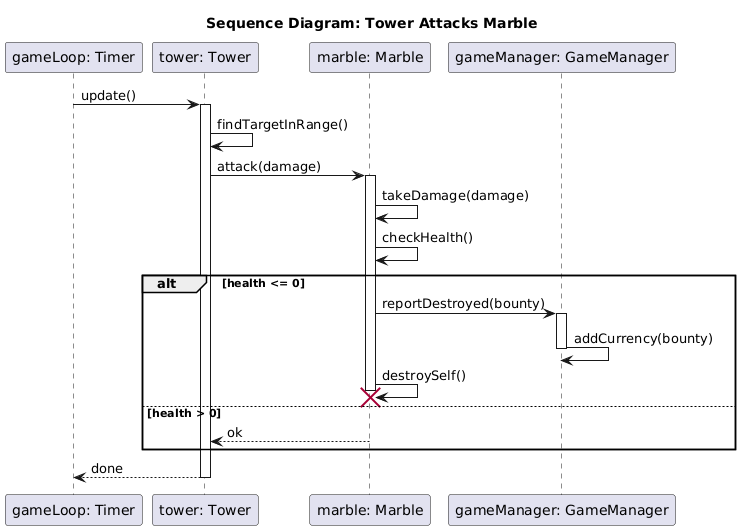 Sequence Diagram: Tower Attacks Marble
gameLoop: Timer
tower: Tower
marble: Marble
gameManager: GameManager
update()
findTargetInRange()
attack(damage)
takeDamage(damage)
checkHealth()
alt
[health <= 0]
reportDestroyed(bounty)
addCurrency(bounty)
destroySelf()
[health > 0]
ok
done
gameLoop: Timer
tower: Tower
marble: Marble
gameManager: GameManager